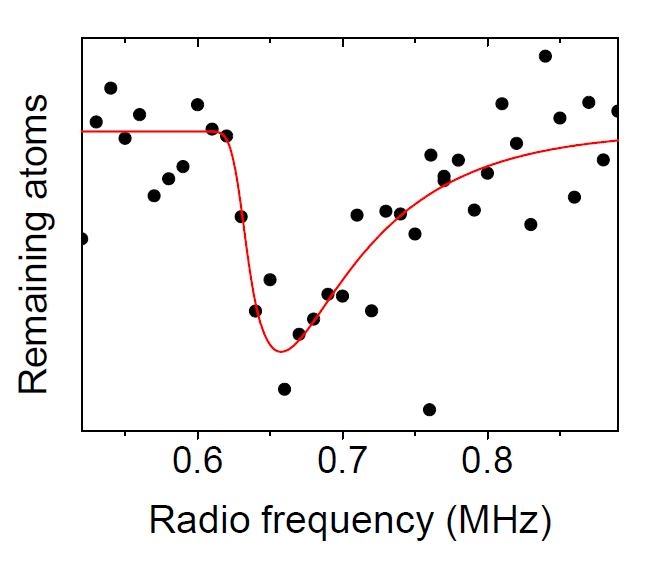 Remaining atoms
0.6 0.7 0.8
Radio frequency (MHz)